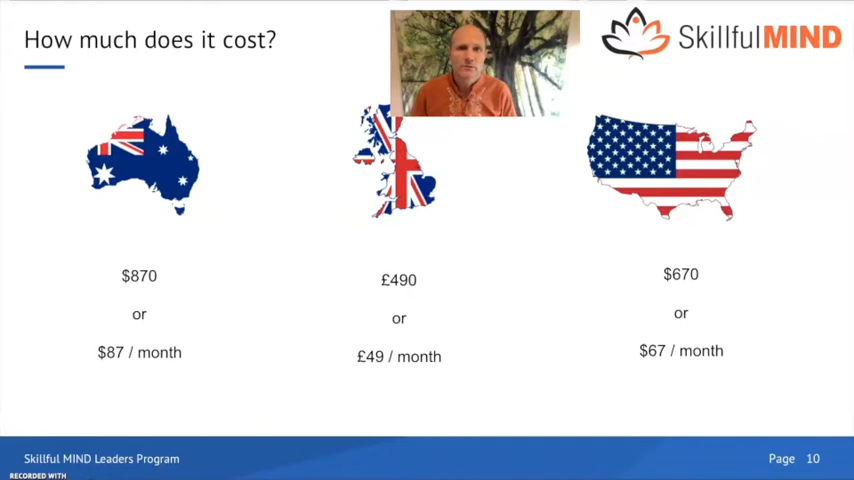 How much does it cost?
SkillfulMIND
$870
or
$87 / month
£490
or
£49 / month
$670
or
$67 / month
Skillful MIND Leaders Program
Page 10
RECORDED WITH